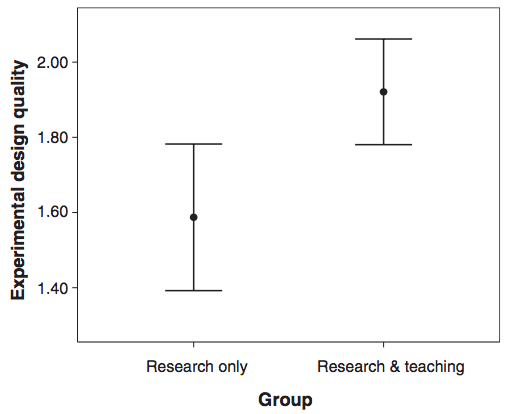 Experimental design quality
2.00
1.80
1.60
1.40
Research only
Research & teaching
Group